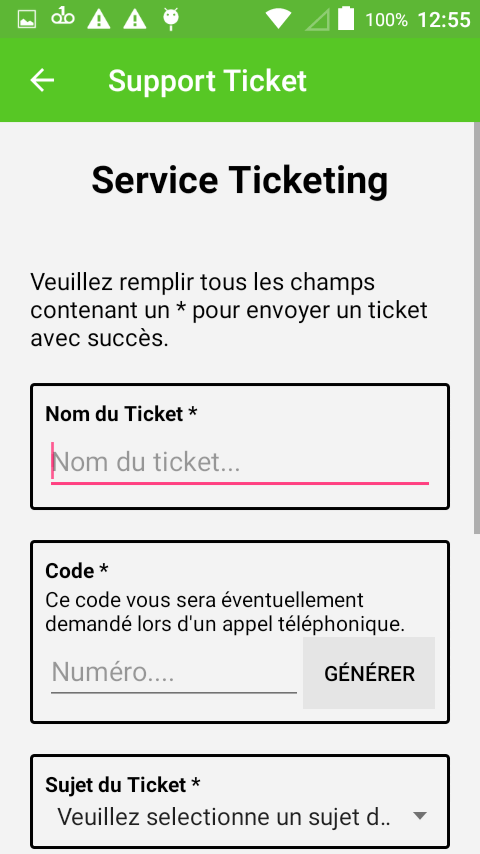 100% 12:55
Support Ticket
Service Ticketing
Veuillez remplir tous les champs
contenant un * pour envoyer un ticket
avec succès.
Nom du Ticket *
Nom du ticket...
Code *
Ce code vous sera éventuellement
demandé lors d'un appel téléphonique.
Numéro....
GÉNÉRER
Sujet du Ticket *
Veuillez selectionne un sujet d..